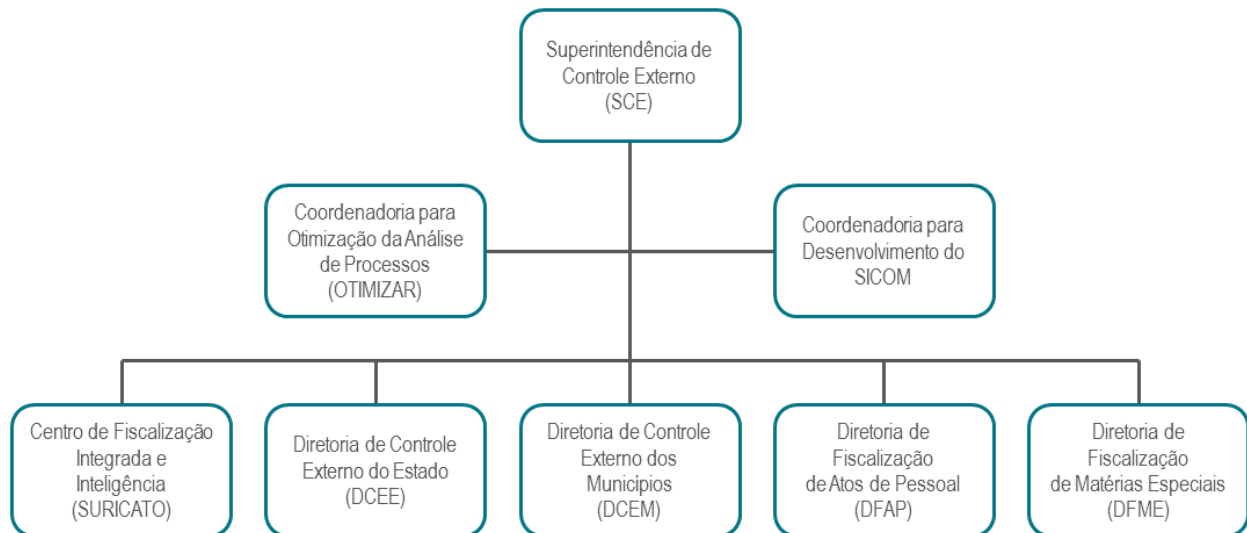 Superintendência de
Controle Externo
(SCE)
Coordenadoria para
Otimização da Análise
de Processos
(OTIMIZAR)
Coordenadoria para
Desenvolvimento do
SICOM
Centro de Fiscalização
Integrada e
Inteligência
(SURICATO)
Diretoria de Controle
Externo do Estado
(DCEE)
Diretoria de Controle
Externo dos
Municípios
(DCEM)
Diretoria de
Fiscalização
de Atos de Pessoal
(DFAP)
Diretoria de
Fiscalização
de Matérias Especiais
(DFME)